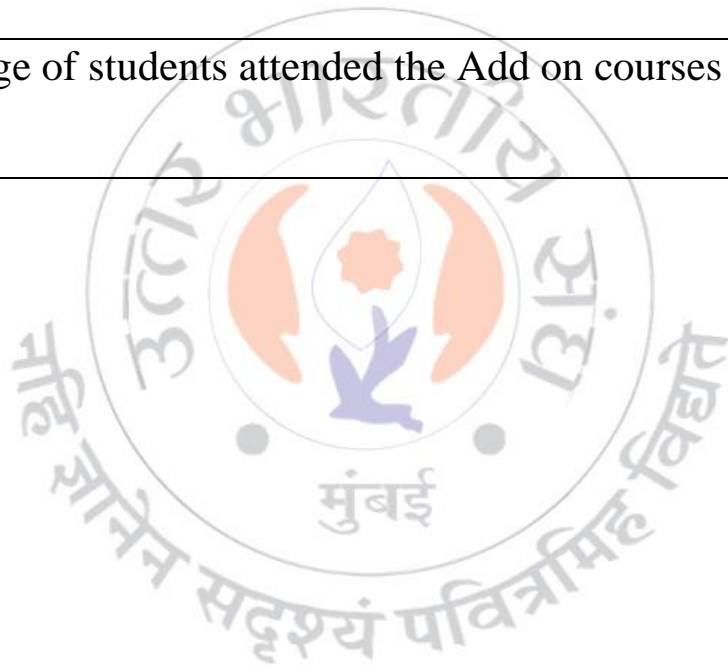 ge of students attended the Add on courses
उत्तर भारतीय संघ
मुंबई
नहि ज्ञानेन सदृश्यं पवित्रमिह विद्यते